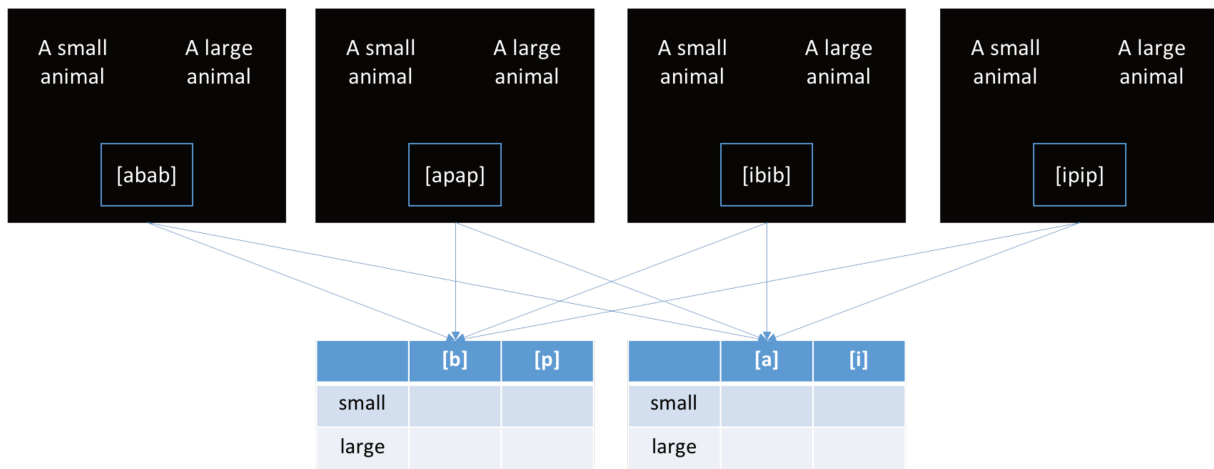 A small animal
A large animal
[abab]
A small animal
A large animal
[apap]
A small animal
A large animal
[ibib]
A small animal
A large animal
[ipip]
[b] [p]
small
large
[a] [i]
small
large